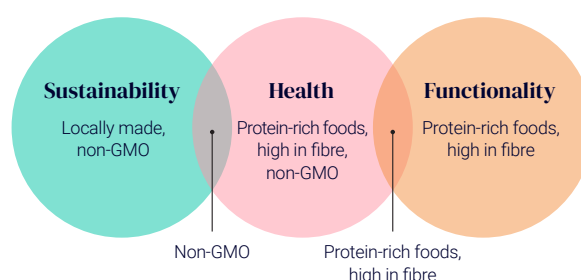 Sustainability
Locally made,
non-GMO
Health
Protein-rich foods,
high in fibre,
non-GMO
Functionality
Protein-rich foods,
high in fibre
Non-GMO
Protein-rich foods,
high in fibre